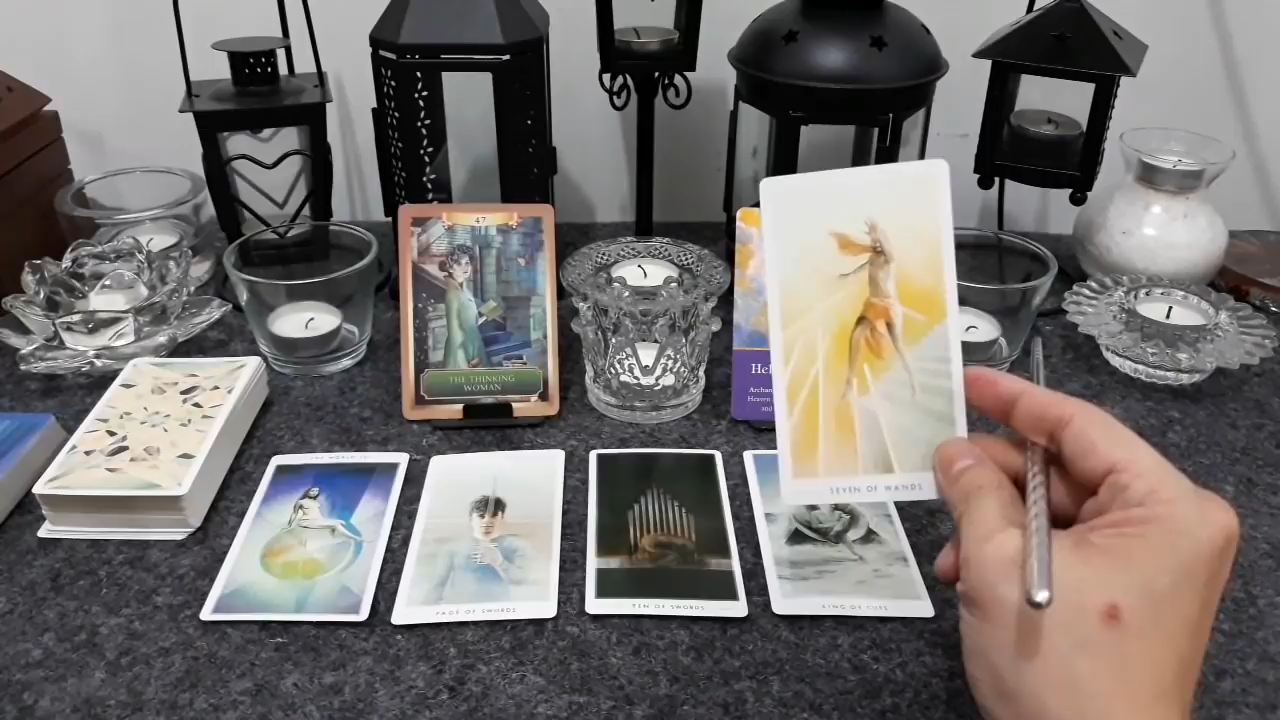 47
THE THINKING
WOMAN
Hel
Archan
Heaven
and
SEVEN OF WANDS
THE WORLD
PAGE OF SWORDS
TEN OF SWORDS
KING OF CUPS